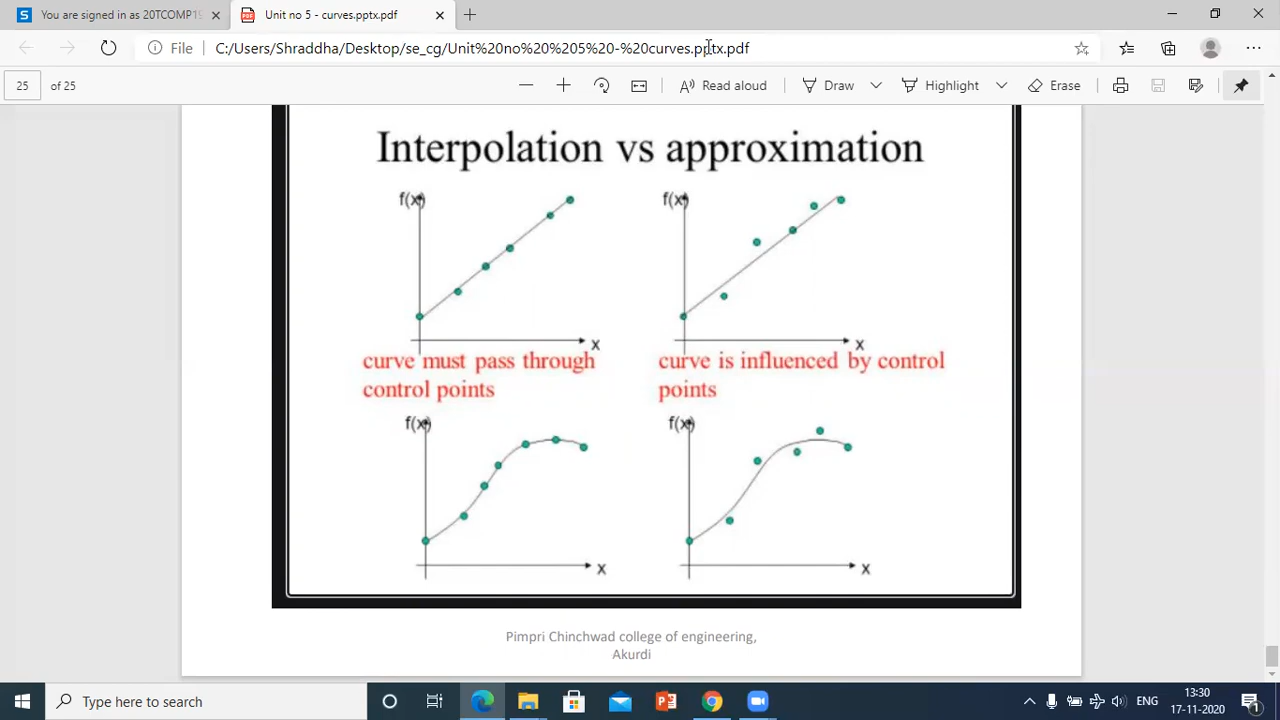 You are signed in as 20TCOMP19
Unit no 5 - curves.pptx.pdf
File
C:/Users/Shraddha/Desktop/se_cg/Unit%20no%20%205%20-%20curves.pptx.pdf
25 of 25
Read aloud
Draw
Highlight
Erase
Interpolation vs approximation
f(x) f(x)
x x
curve must pass through
control points
curve is influenced by control
points
f(x) f(x)
x x
Pimpri Chinchwad college of engineering,
Akurdi
Type here to search
ENG
13:30
17-11-2020
1